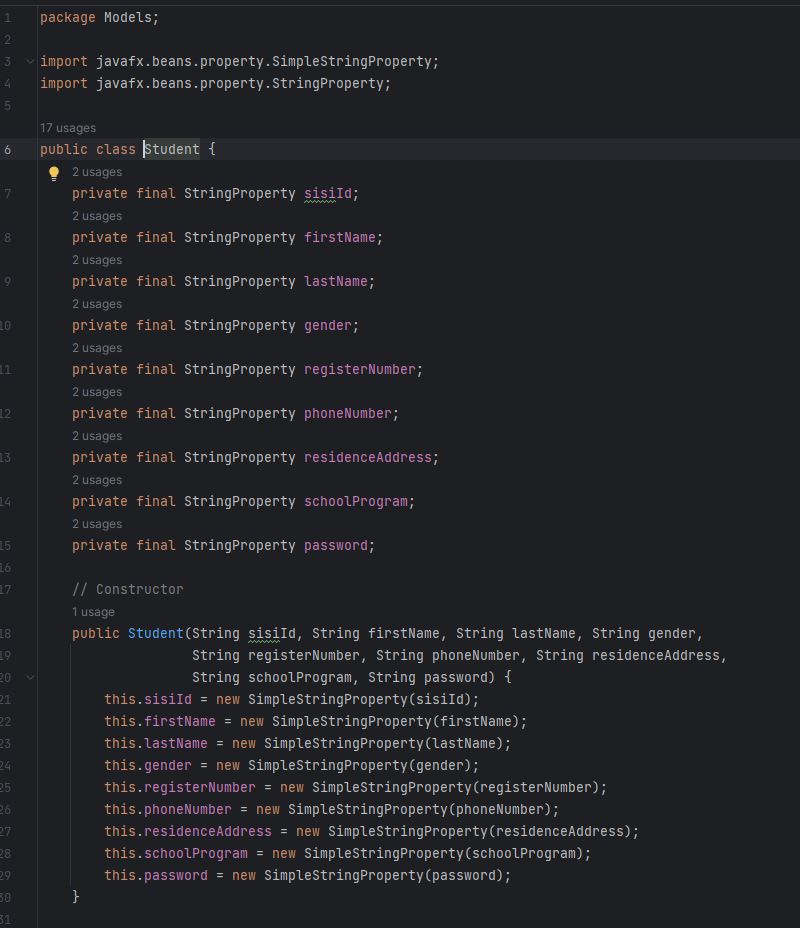 1 package Models;
2
3 import javafx.beans.property.SimpleStringProperty;
4 import javafx.beans.property.StringProperty;
5
17 usages
6 public class Student {
2 usages
7 private final StringProperty sisiId;
2 usages
8 private final StringProperty firstName;
2 usages
9 private final StringProperty lastName;
2 usages
10 private final StringProperty gender;
2 usages
11 private final StringProperty registerNumber;
2 usages
12 private final StringProperty phoneNumber;
2 usages
13 private final StringProperty residenceAddress;
2 usages
14 private final StringProperty schoolProgram;
2 usages
15 private final StringProperty password;
16
17 // Constructor
1 usage
18 public Student(String sisiId, String firstName, String lastName, String gender,
19 String registerNumber, String phoneNumber, String residenceAddress,
20 String schoolProgram, String password) {
21 this.sisiId = new SimpleStringProperty(sisiId);
22 this.firstName = new SimpleStringProperty(firstName);
23 this.lastName = new SimpleStringProperty(lastName);
24 this.gender = new SimpleStringProperty(gender);
25 this.registerNumber = new SimpleStringProperty(registerNumber);
26 this.phoneNumber = new SimpleStringProperty(phoneNumber);
27 this.residenceAddress = new SimpleStringProperty(residenceAddress);
28 this.schoolProgram = new SimpleStringProperty(schoolProgram);
29 this.password = new SimpleStringProperty(password);
30 }
31